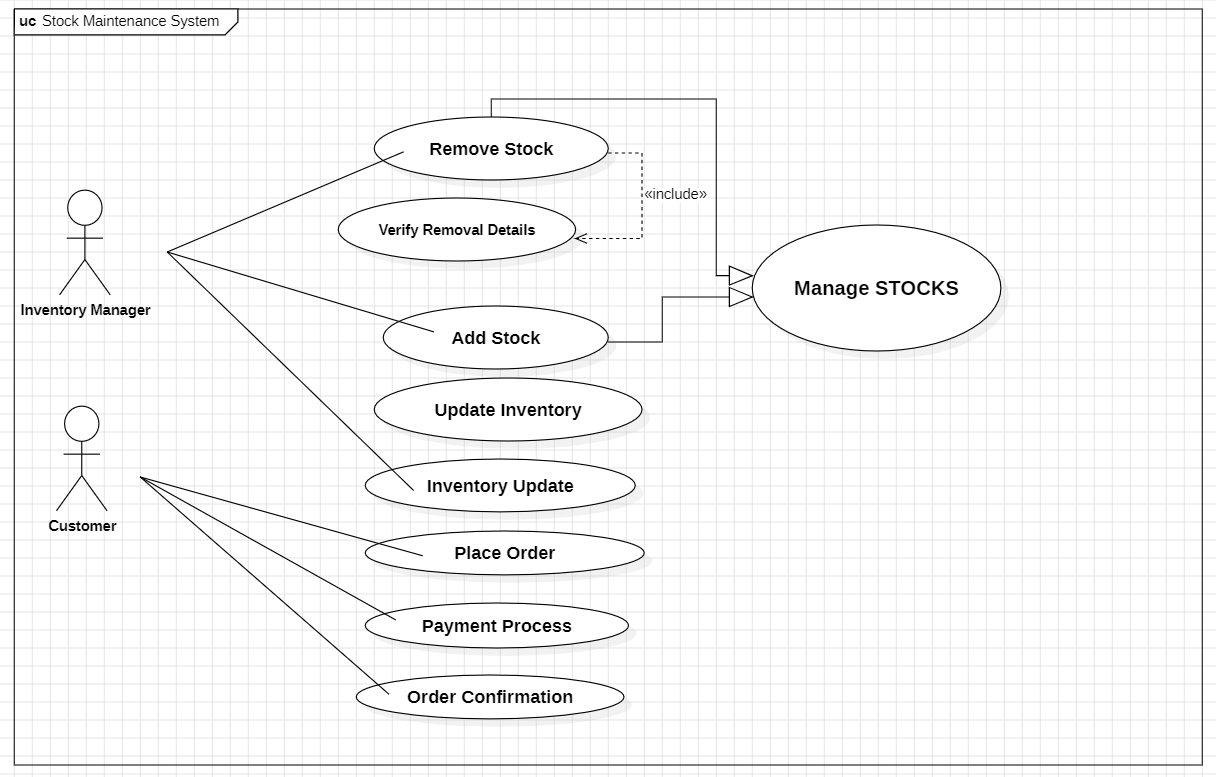 uc Stock Maintenance System
Remove Stock
«include»
Verify Removal Details
Manage STOCKS
Inventory Manager
Add Stock
Update Inventory
Inventory Update
Customer
Place Order
Payment Process
Order Confirmation